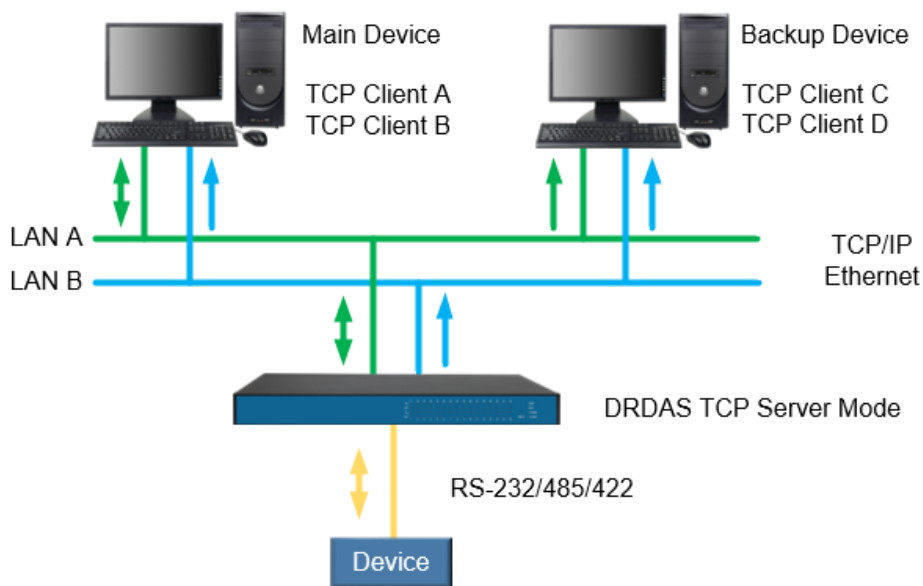 Main Device
TCP Client A
TCP Client B
Backup Device
TCP Client C
TCP Client D
LAN A
LAN B
TCP/IP
Ethernet
DRDAS TCP Server Mode
RS-232/485/422
Device